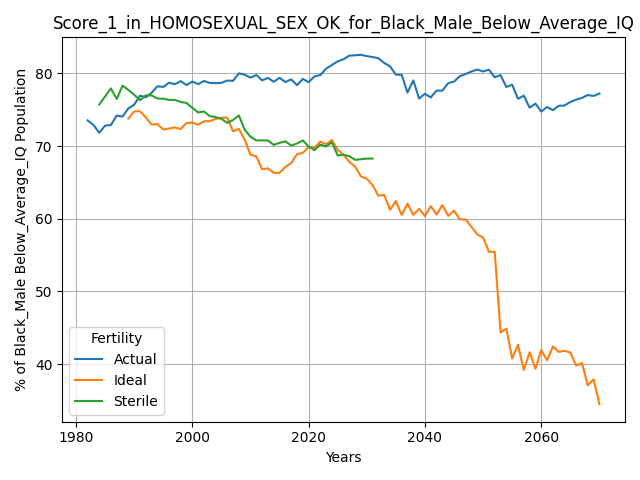 Score_1_in_HOMOSEXUAL_SEX_OK_for_Black_Male_Below_Average_IQ
% of Black_Male Below_Average_IQ Population
80
70
60
50
40
Fertility
Actual
Ideal
Sterile
1980 2000 2020 2040 2060
Years